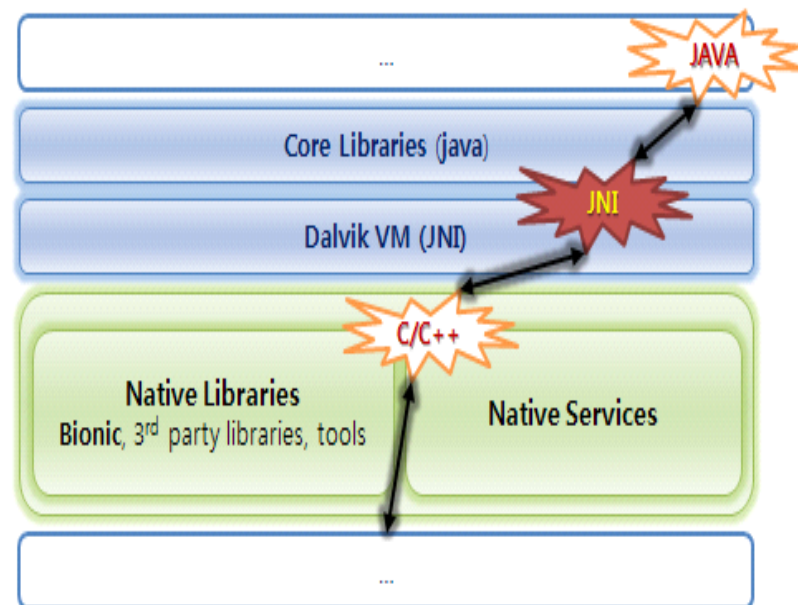 ...
JAVA
Core Libraries (java)
JNI
Dalvik VM (JNI)
C/C++
Native Libraries
Bionic, 3rd party libraries, tools
Native Services
...